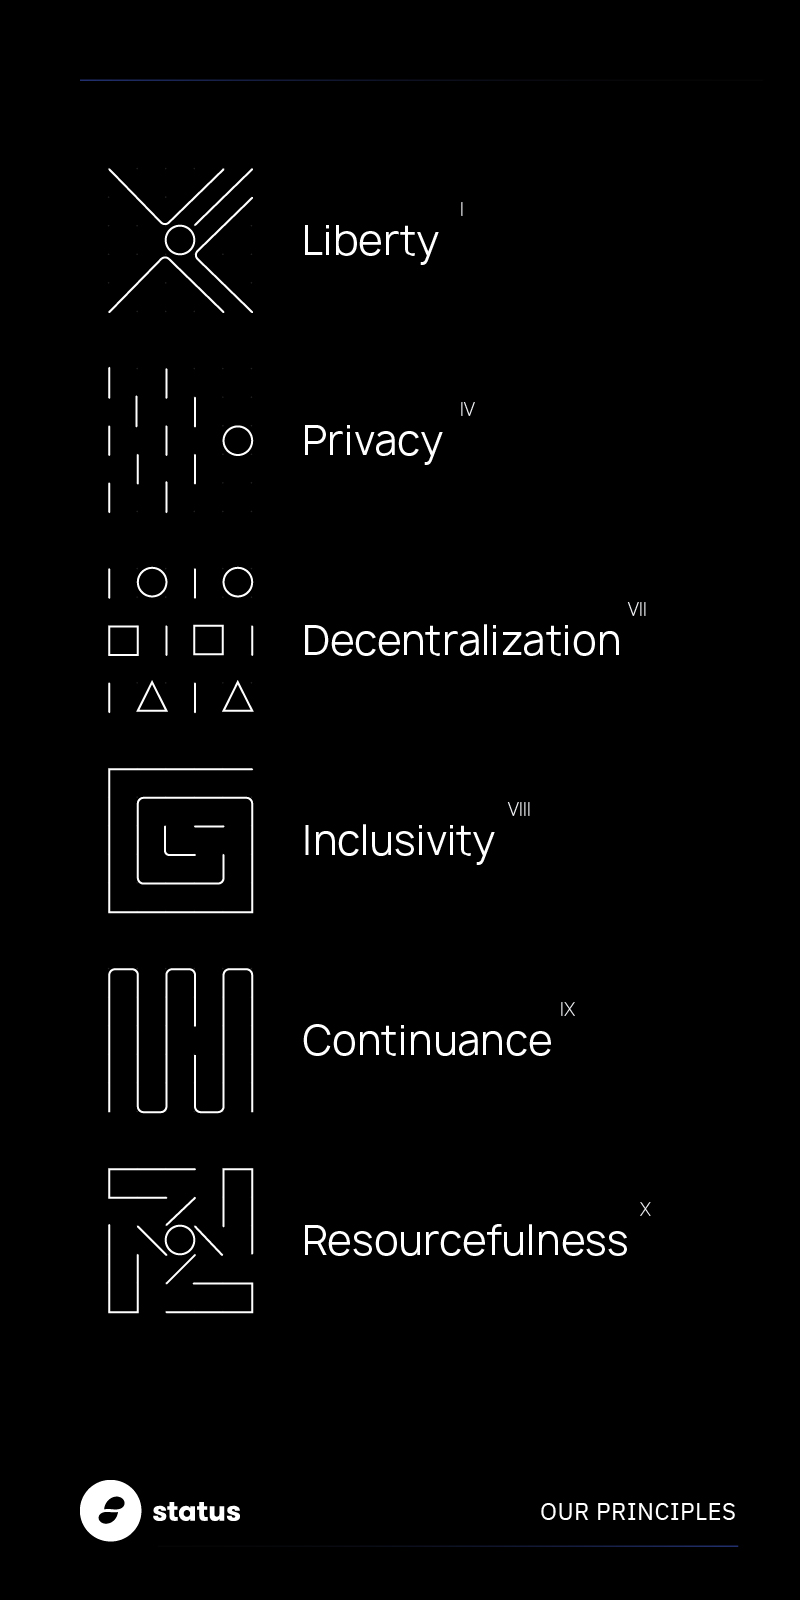 Liberty I
Privacy IV
Decentralization VII
Inclusivity VIII
Continuance IX
Resourcefulness X
status
OUR PRINCIPLES